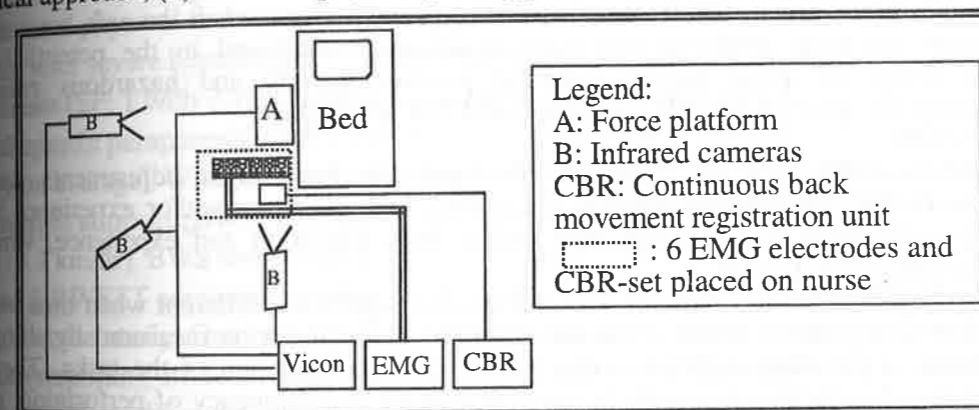 B
A
Bed
B
B
Vicon
EMG
CBR
Legend:
A: Force platform
B: Infrared cameras
CBR: Continuous back
movement registration unit
: 6 EMG electrodes and
CBR-set placed on nurse